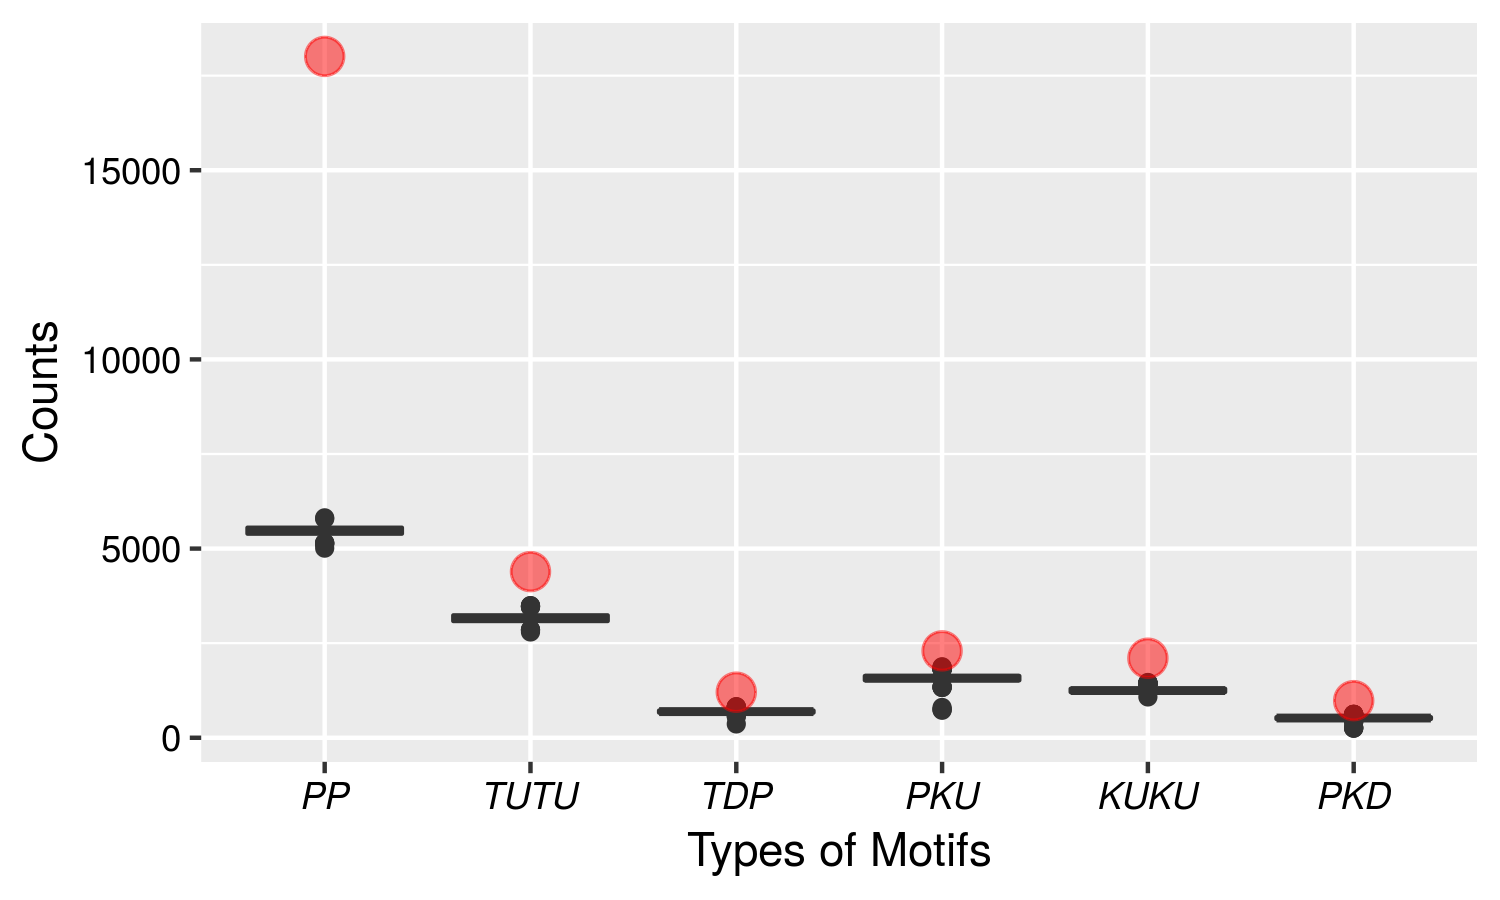 15000
10000
5000
0
Counts
PP TUTU TDP PKU KUKU PKD
Types of Motifs